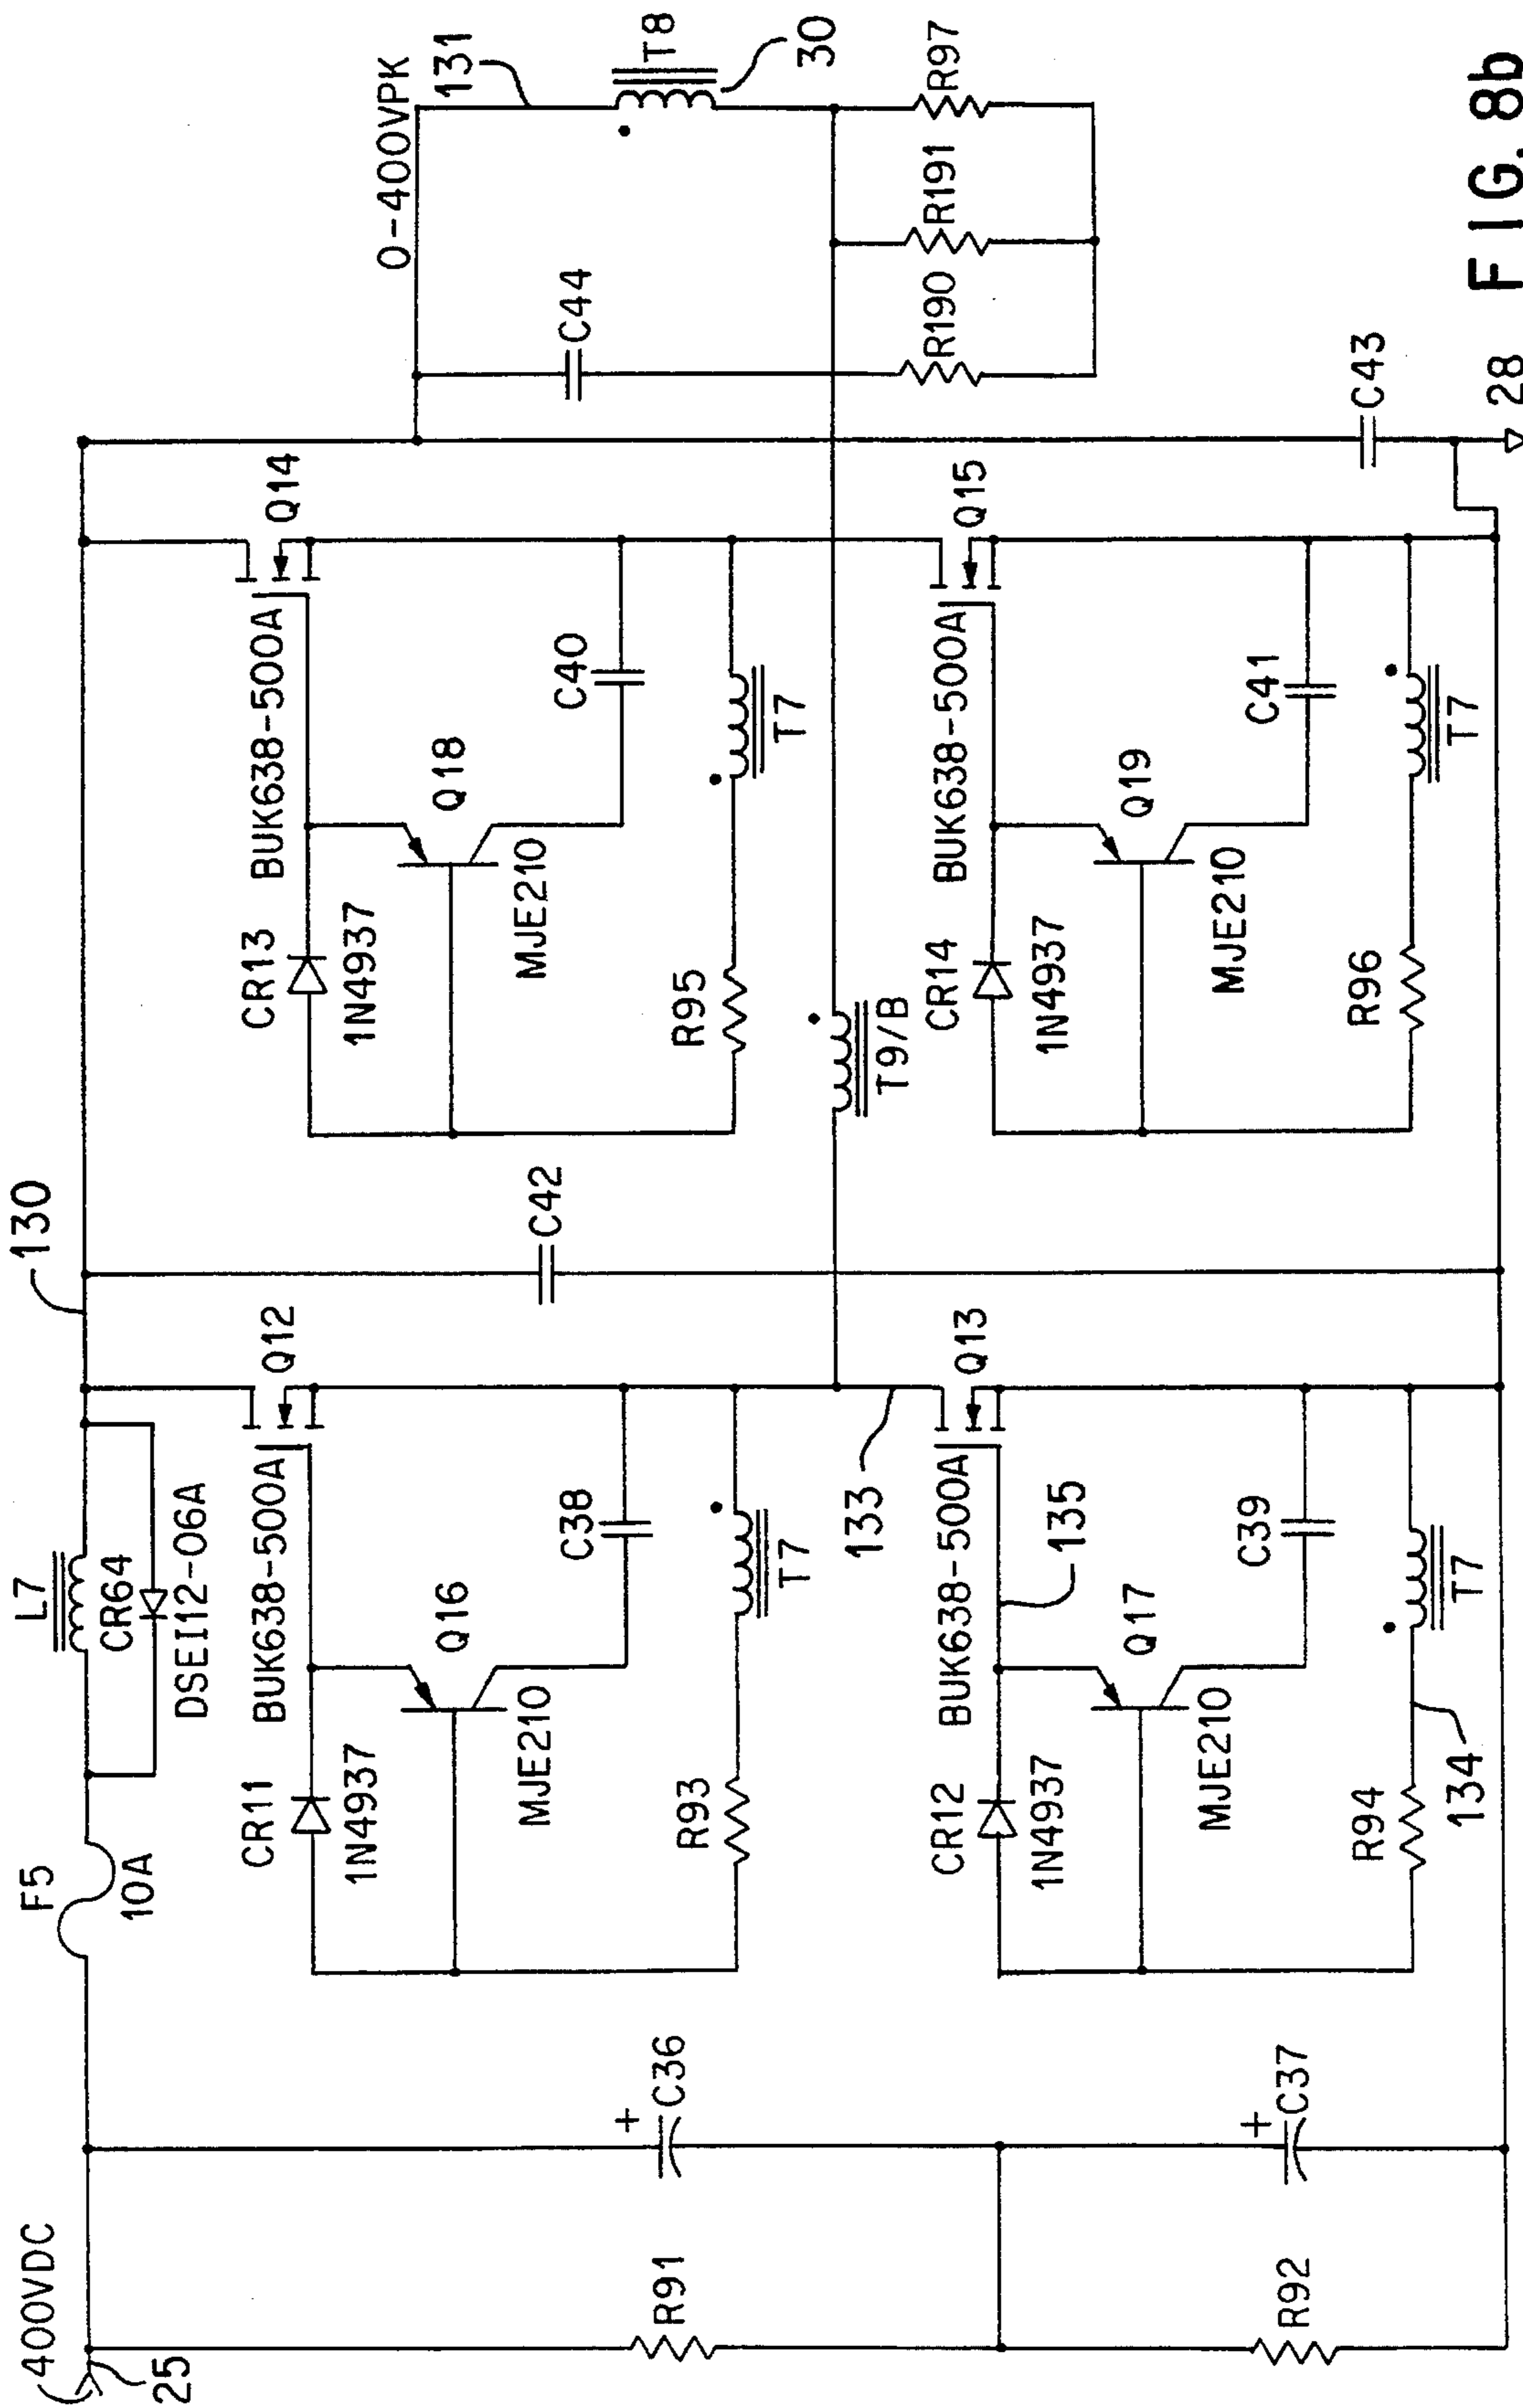 400VDC
25
F5
10A
L7
CR64
DSEI12-06A
130
R91
R92
+
C36
+
C37
CR11
1N4937
BUK638-500A
Q12
Q16
MJE210
C38
R93
T7
133
CR12
1N4937
BUK638-500A
Q13
135
Q17
MJE210
C39
R94
T7
134
C42
T9/B
CR13
1N4937
BUK638-500A
Q14
Q18
MJE210
C40
R95
T7
CR14
1N4937
BUK638-500A
Q15
Q19
MJE210
C41
R96
T7
0-400VPK
131
C44
T8
30
R190
R191
R97
C43
28
FIG. 8b